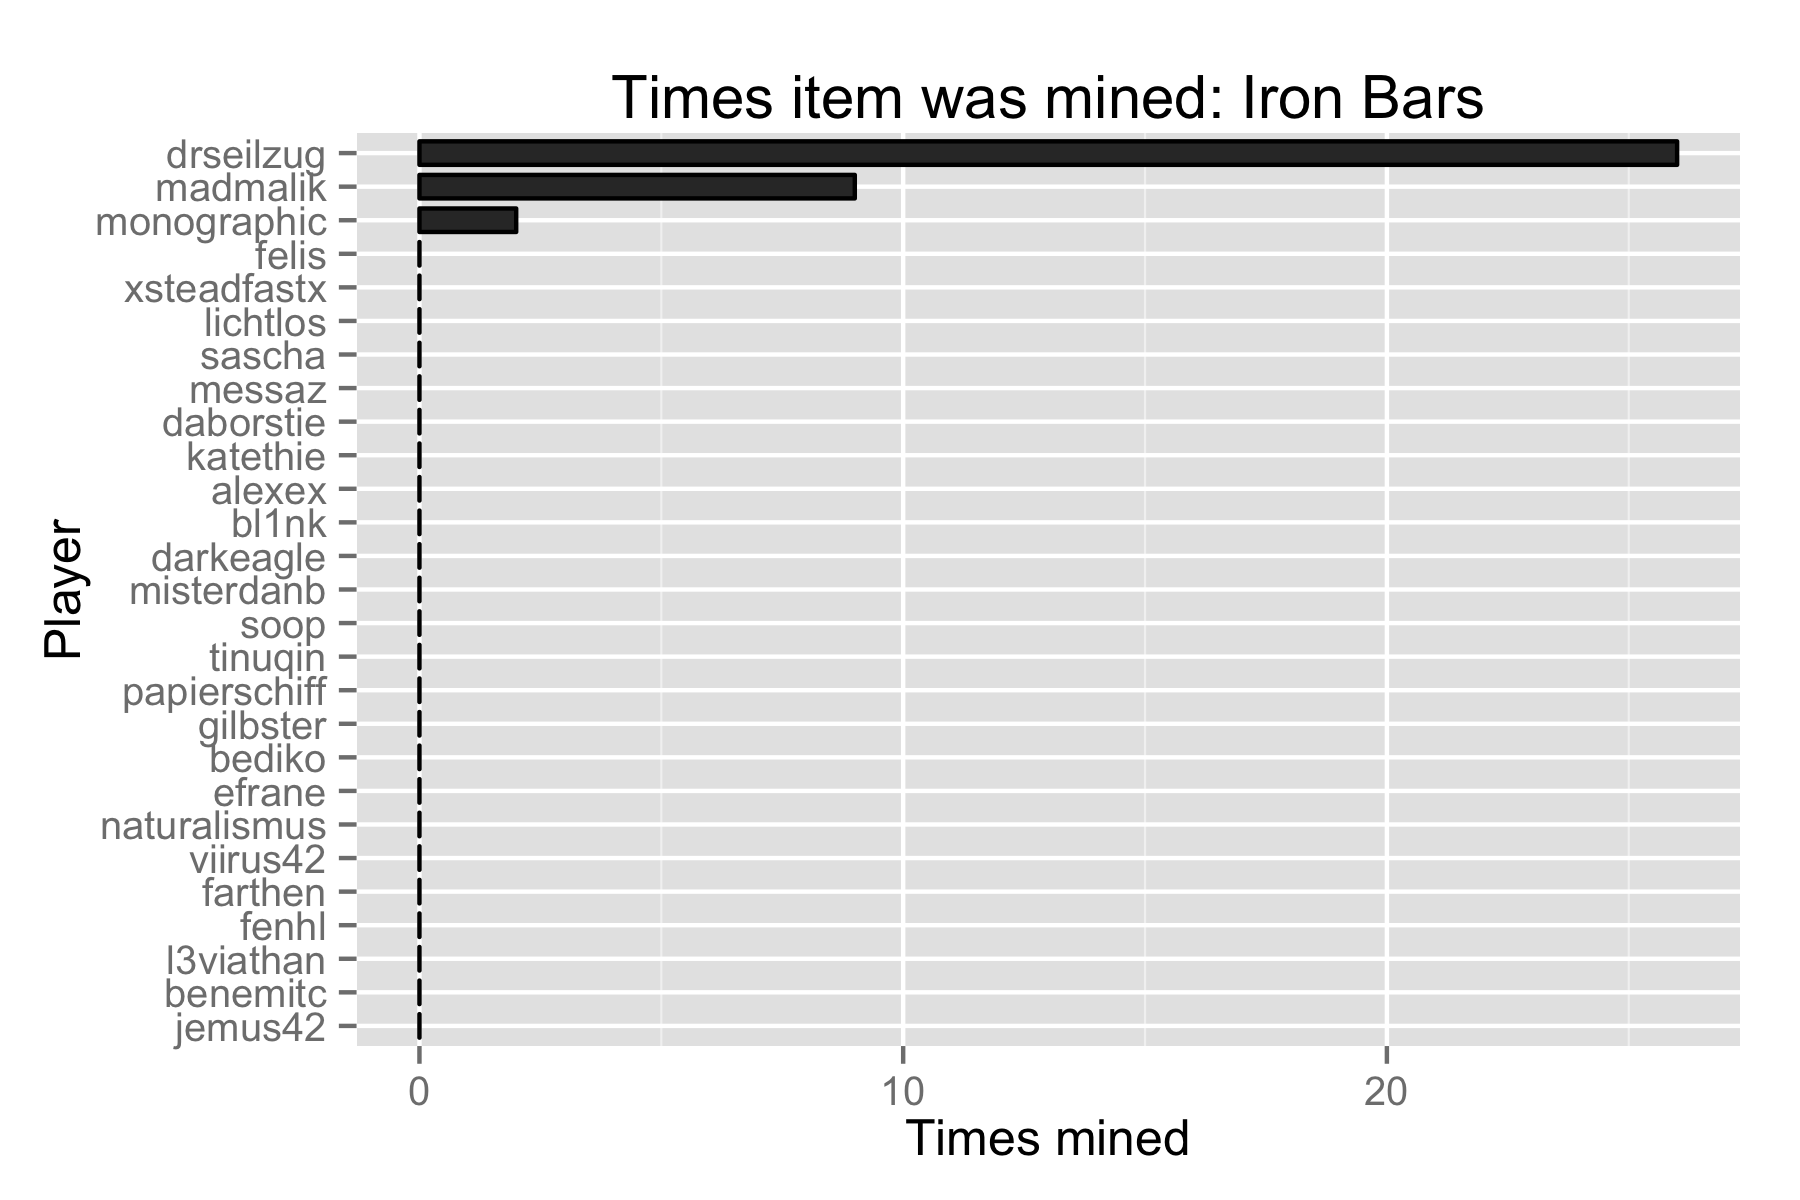 Times item was mined: Iron Bars
drseilzug
madmalik
monographic
felis
xsteadfastx
lichtlos
sascha
messaz
daborstie
katethie
alexex
bl1nk
darkeagle
misterdanb
soop
tinuqin
papierschiff
gilbster
bediko
efrane
naturalismus
viirus42
farthen
fenhl
l3viathan
benemitc
jemus42
Player
0 10 20
Times mined